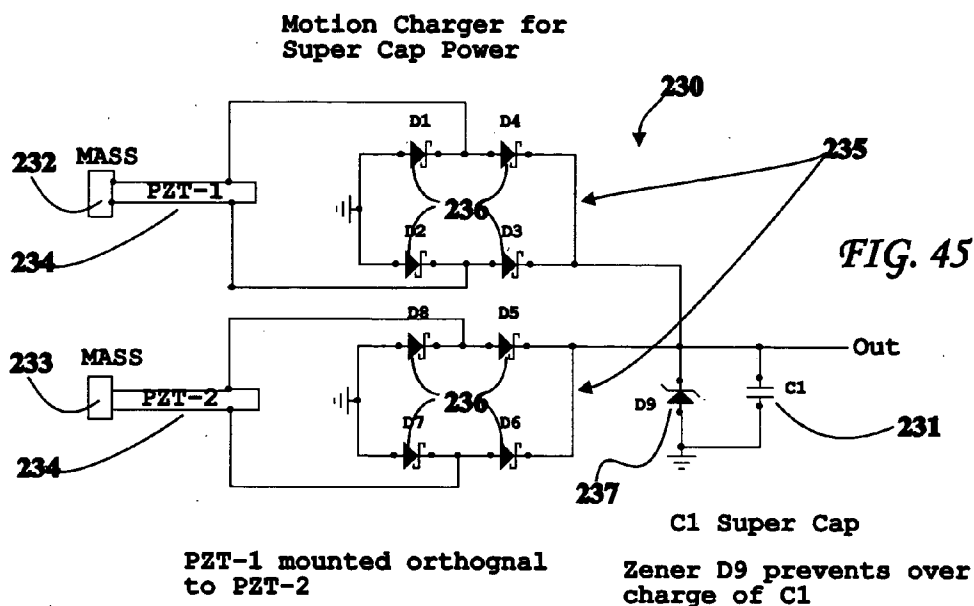 Motion Charger for
Super Cap Power
230
D1
D4
232
MASS
235
PZT-1
236
FIG. 45
D2
D3
234
D8
D5
233
MASS
Out
PZT-2
236
D9
C1
D7
D6
231
234
237
C1 Super Cap
PZT-1 mounted orthognal
to PZT-2
Zener D9 prevents over
charge of C1